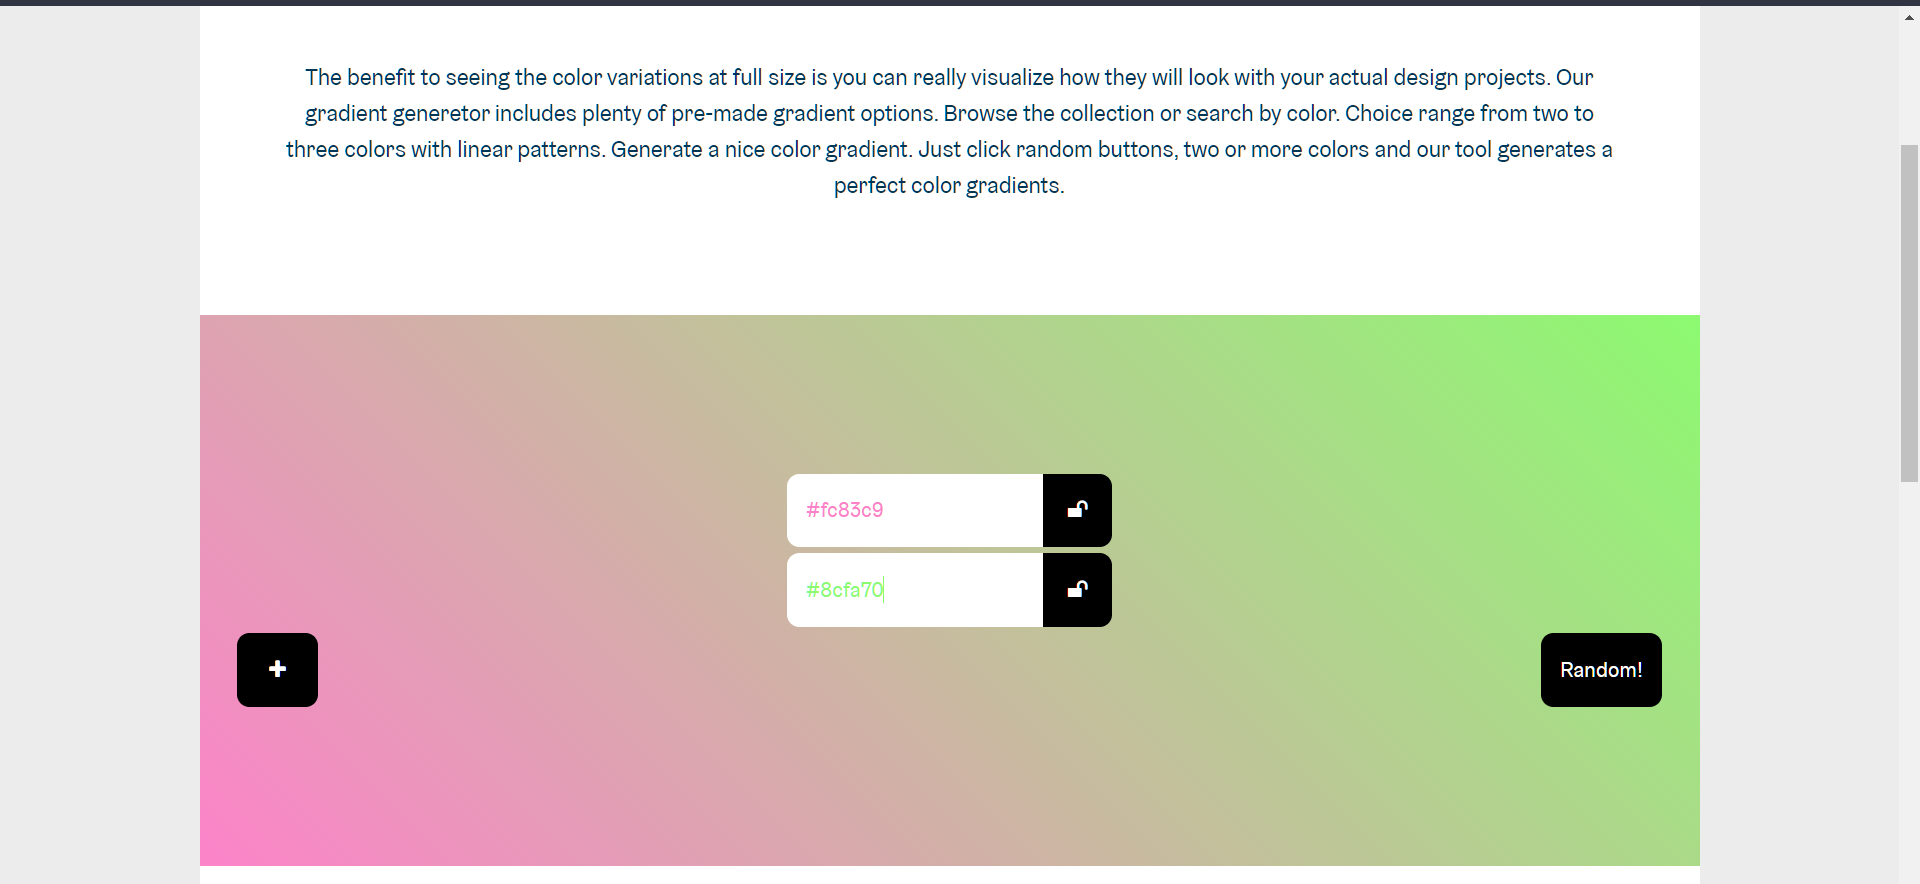 The benefit to seeing the color variations at full size is you can really visualize how they will look with your actual design projects. Our
gradient generetor includes plenty of pre-made gradient options. Browse the collection or search by color. Choice range from two to
three colors with linear patterns. Generate a nice color gradient. Just click random buttons, two or more colors and our tool generates a
perfect color gradients.
#fc83c9
#8cfa70
Random!